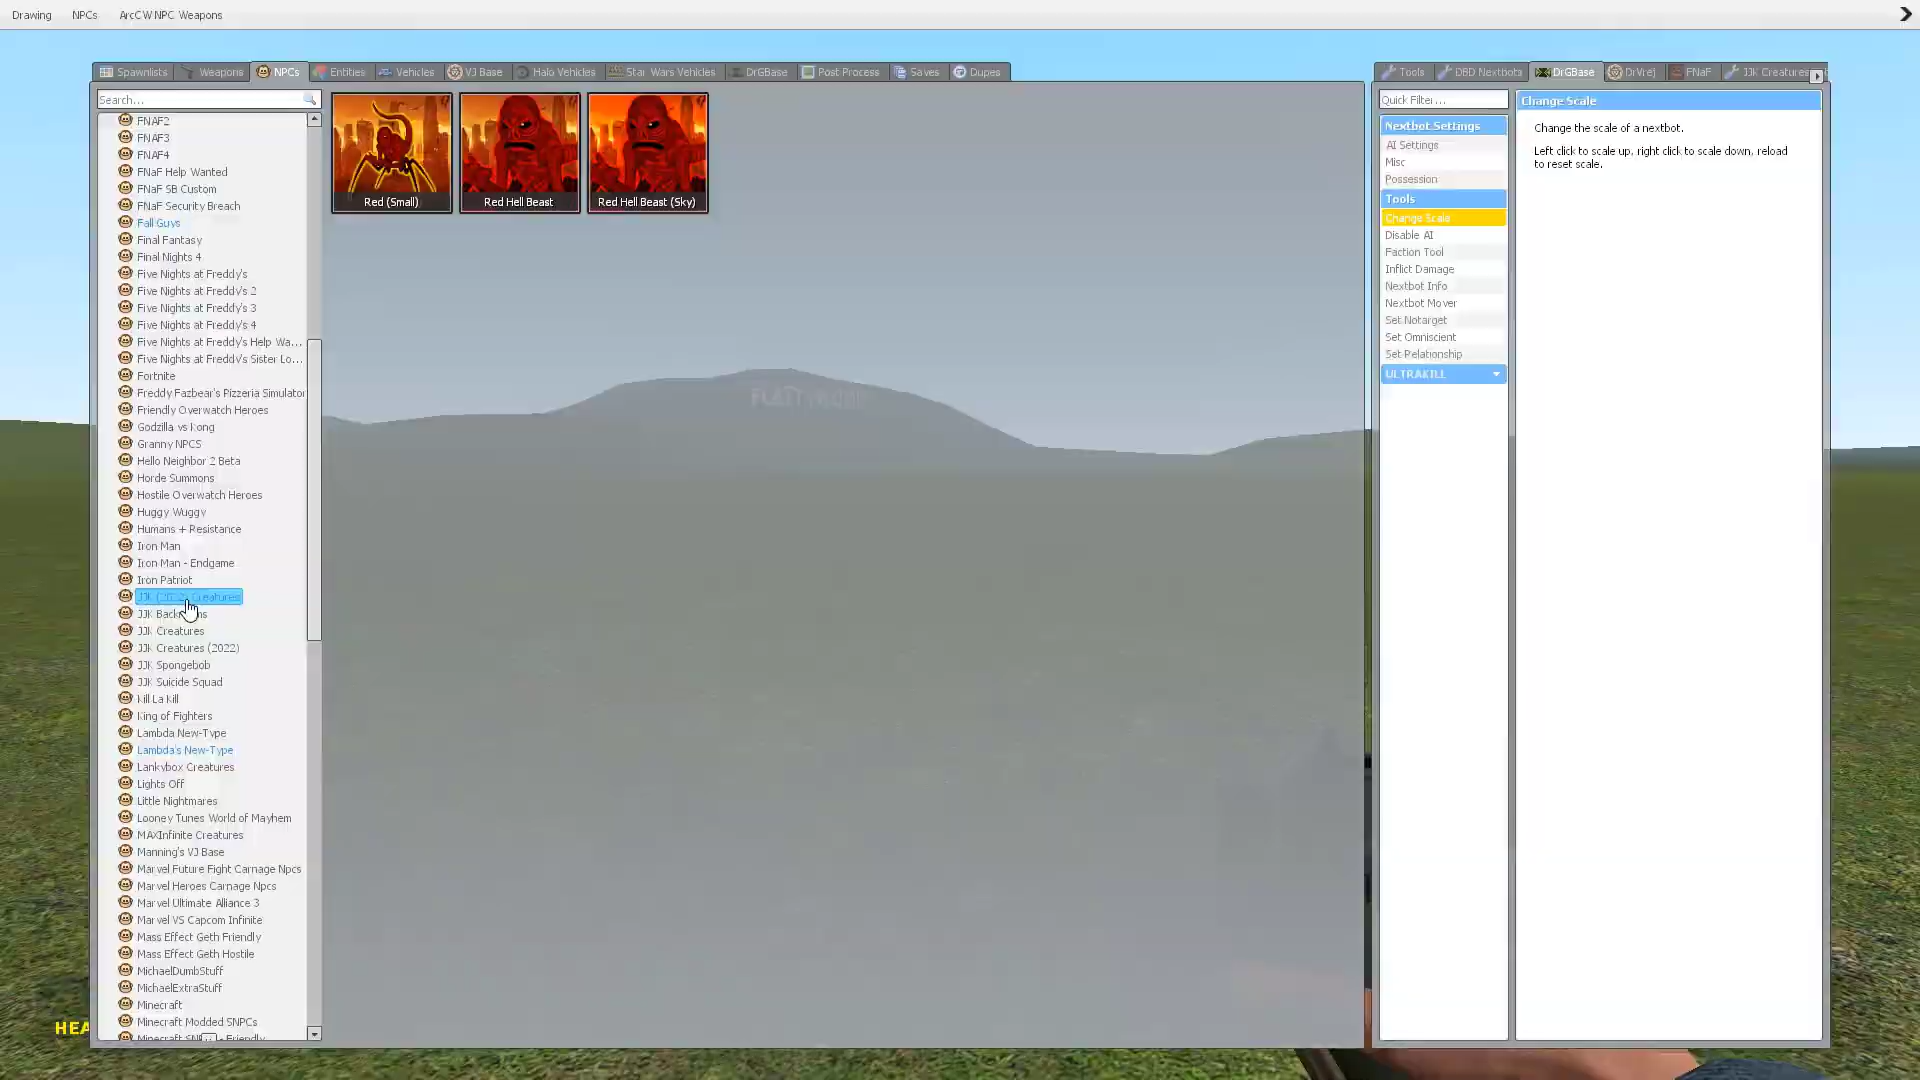 Drawing NPCs ArcCW NPC Weapons
Spawnlists Weapons NPCs Entities Vehicles VJ Base Halo Vehicles Star Wars Vehicles DrGBase Post Process Saves Dupes
Search...
FNAF2
FNAF3
FNAF4
FNaF Help Wanted
FNaF SB Custom
FNaF Security Breach
Fall Guys
Final Fantasy
Final Nights 4
Five Nights at Freddy's
Five Nights at Freddy's 2
Five Nights at Freddy's 3
Five Nights at Freddy's 4
Five Nights at Freddy's Help Wa...
Five Nights at Freddy's Sister Lo...
Fortnite
Freddy Fazbear's Pizzeria Simulator
Friendly Overwatch Heroes
Godzilla vs Kong
Granny NPCS
Hello Neighbor 2 Beta
Horde Summons
Hostile Overwatch Heroes
Huggy Wuggy
Humans + Resistance
Iron Man
Iron Man - Endgame
Iron Patriot
JJK Creatures
JJK
JJK Creatures
JJK Creatures (2022)
JJK Spongebob
JJK Suicide Squad
Kill La Kill
King of Fighters
Lambda New-Type
Lambda's New-Type
Lankybox Creatures
Lights Off
Little Nightmares
Looney Tunes World of Mayhem
MAXInfinite Creatures
Manning's VJ Base
Marvel Future Fight Carnage Npcs
Marvel Heroes Carnage Npcs
Marvel Ultimate Alliance 3
Marvel VS Capcom Infinite
Mass Effect Geth Friendly
Mass Effect Geth Hostile
MichaelDumbStuff
MichaelExtraStuff
Minecraft
Minecraft Modded SNPCs
Minecraft - Friendly
Red (Small) Red Hell Beast Red Hell Beast (Sky)
Tools DBD Nextbots DrGBase DrVrej FNaF JJK Creatures
Quick Filter...
Nextbot Settings
AI Settings
Misc
Possession
Tools
Change Scale
Disable AI
Faction Tool
Inflict Damage
Nextbot Info
Nextbot Mover
Set Notarget
Set Omniscient
Set Relationship
ULTRAKILL
Change Scale
Change the scale of a nextbot.
Left click to scale up, right click to scale down, reload
to reset scale.
HEA